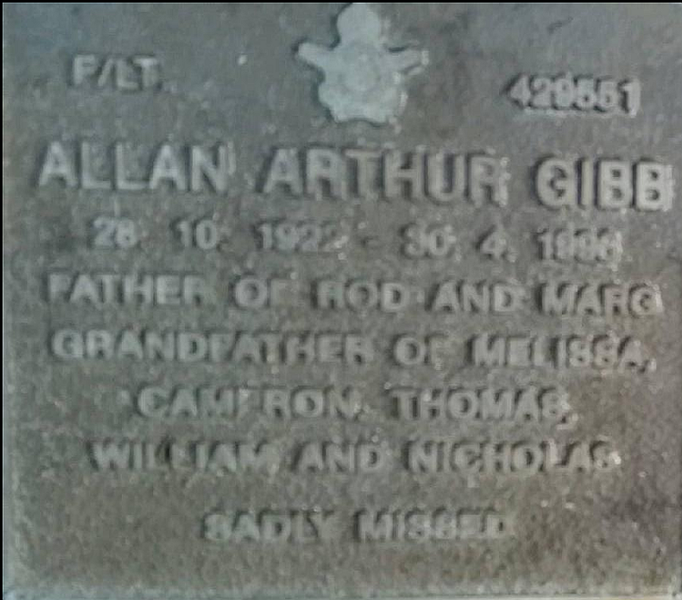 F/LT. 429551
ALLAN ARTHUR GIBB
28. 10. 1922 - 30. 4.
FATHER OF ROD AND MARG
GRANDFATHER OF MELISSA,
CAMERON, THOMAS,
WILLIAM AND NICHOLAS
SADLY MISSED